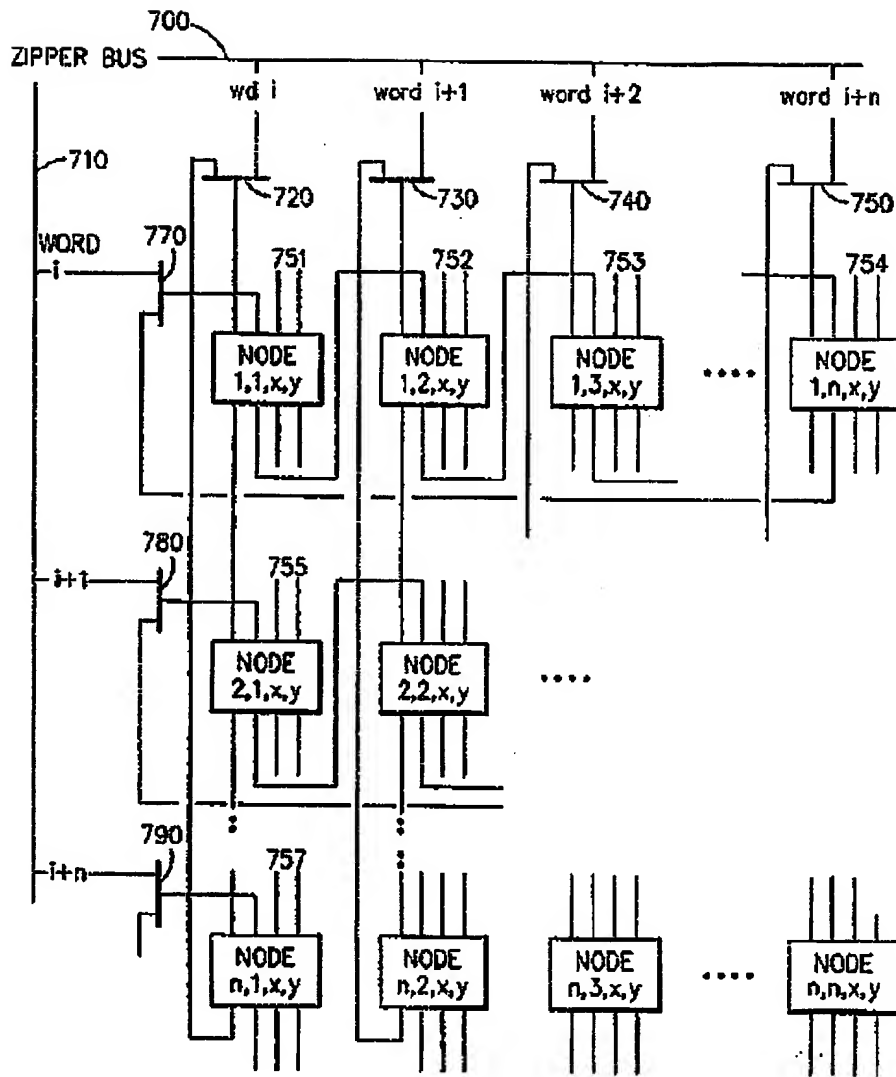 700
ZIPPER BUS
wd i word i+1 word i+2 word i+n
710
720 730 740 750
WORD
770
i
751 752 753 754
NODE 1,1,x,y
NODE 1,2,x,y
NODE 1,3,x,y
....
NODE 1,n,x,y
780
i+1
755
NODE 2,1,x,y
NODE 2,2,x,y
....
790
i+n
757
NODE n,1,x,y
NODE n,2,x,y
NODE n,3,x,y
....
NODE n,n,x,y